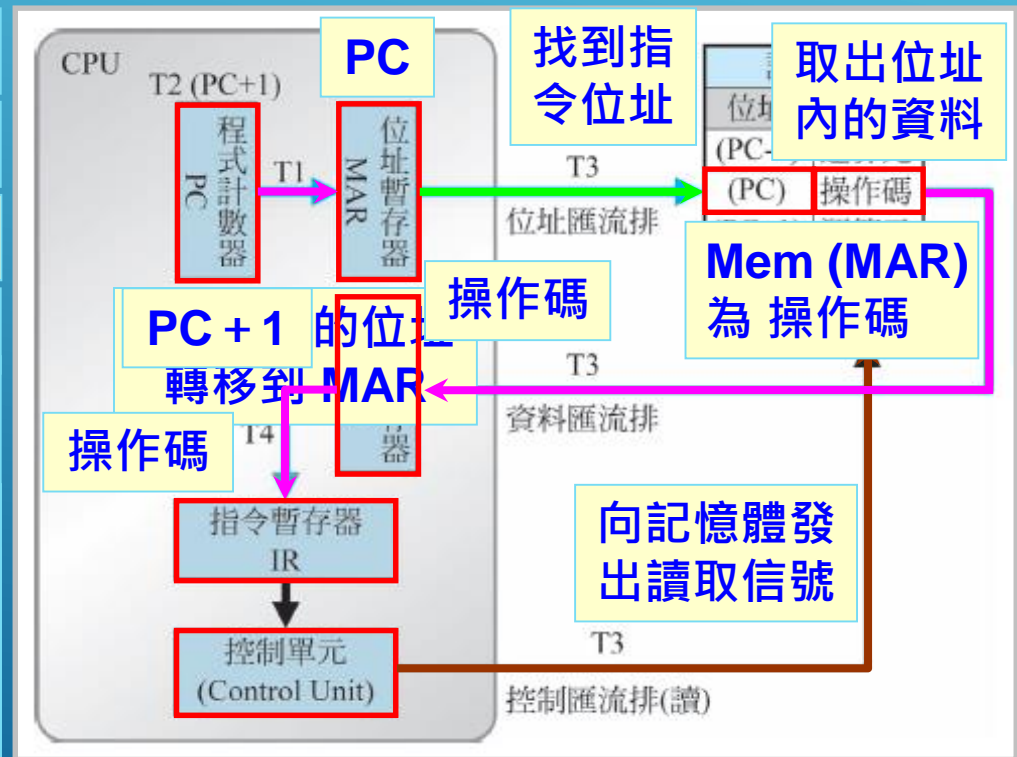 CPU
T2 (PC+1)
PC
找到指
令位址
取出位址
內的資料
程式計數器
PC
T1
位址暫存器
MAR
T3
位址匯流排
(PC)
操作碼
Mem (MAR)
為 操作碼
操作碼
PC+1 的位
轉移到 MAR
T3
資料匯流排
操作碼
T4
器
指令暫存器
IR
向記憶體發
出讀取信號
控制單元
(Control Unit)
T3
控制匯流排(讀)